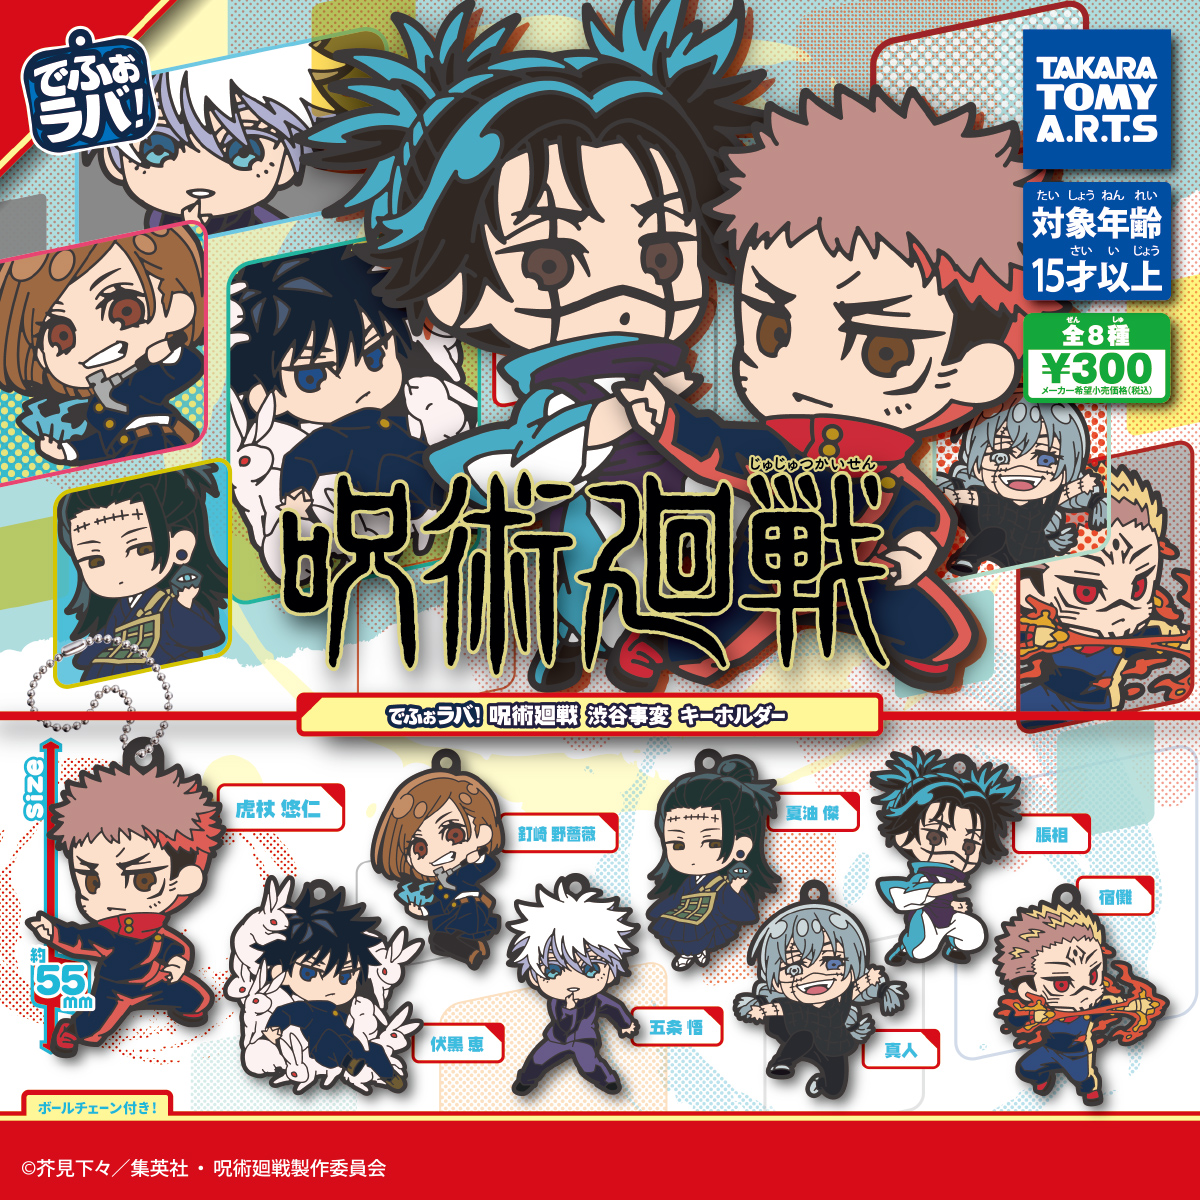 でふぉ
ラバ!
TAKARA
TOMY
A.R.T.S
たい しょう ねん れい
対象年齢
さい い じょう
15才以上
ぜん しゅ
全8種
¥300
メーカー希望小売価格(税込)
じゅじゅつかいせん
呪術廻戦
でふぉラバ! 呪術廻戦 渋谷事変 キーホルダー
Size
約
55
mm
虎杖 悠仁
釘崎 野薔薇
夏油 傑
脹相
宿儺
伏黒 恵
五条 悟
真人
ボールチェーン付き!
©芥見下々/集英社・呪術廻戦製作委員会